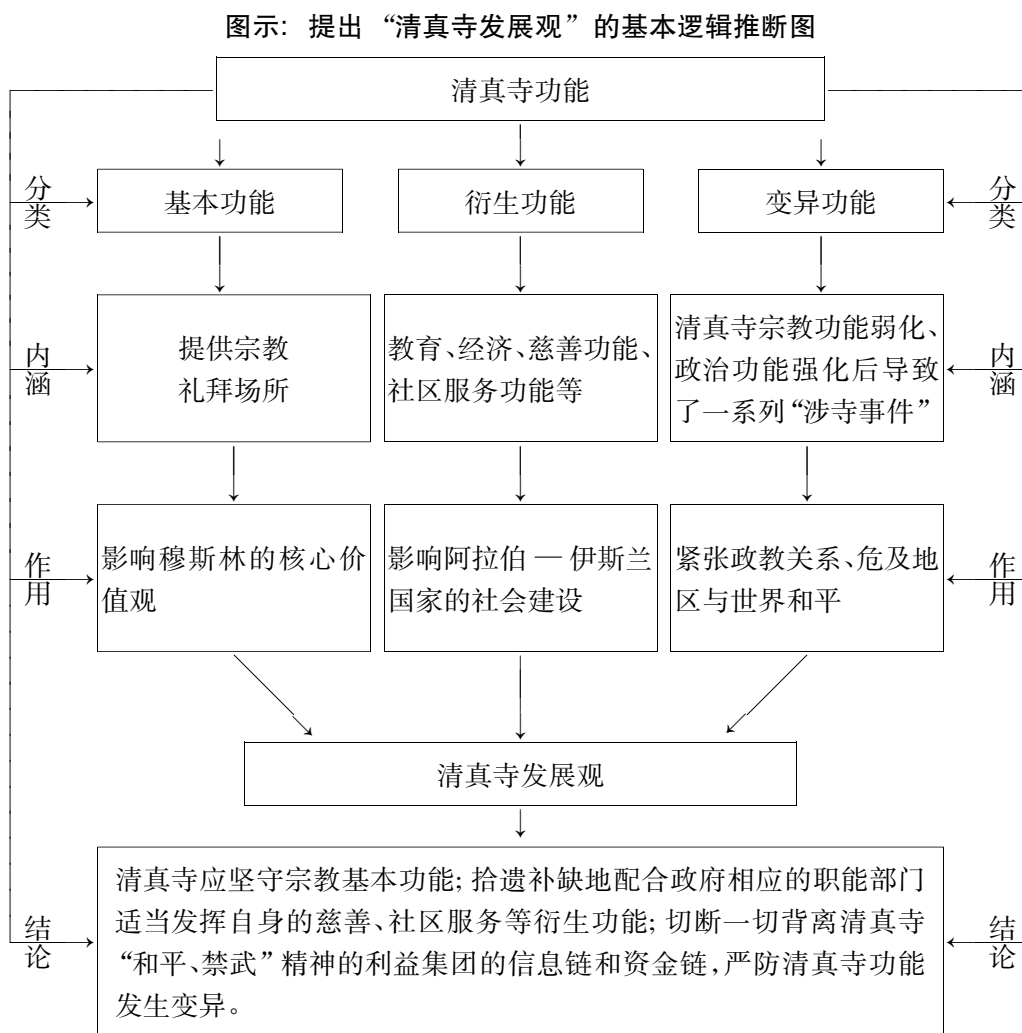 图示: 提出 “清真寺发展观” 的基本逻辑推断图
清真寺功能
分类
基本功能
衍生功能
变异功能
分类
内涵
提供宗教
礼拜场所
教育、经济、慈善功能、
社区服务功能等
清真寺宗教功能弱化、
政治功能强化后导致
了一系列“涉寺事件”
内涵
作用
影响穆斯林的核心价
值观
影响阿拉伯 — 伊斯兰
国家的社会建设
紧张政教关系、危及地
区与世界和平
作用
清真寺发展观
结论
清真寺应坚守宗教基本功能; 拾遗补缺地配合政府相应的职能部门
适当发挥自身的慈善、社区服务等衍生功能; 切断一切背离清真寺
“和平、禁武”精神的利益集团的信息链和资金链,严防清真寺功能
发生变异。
结论